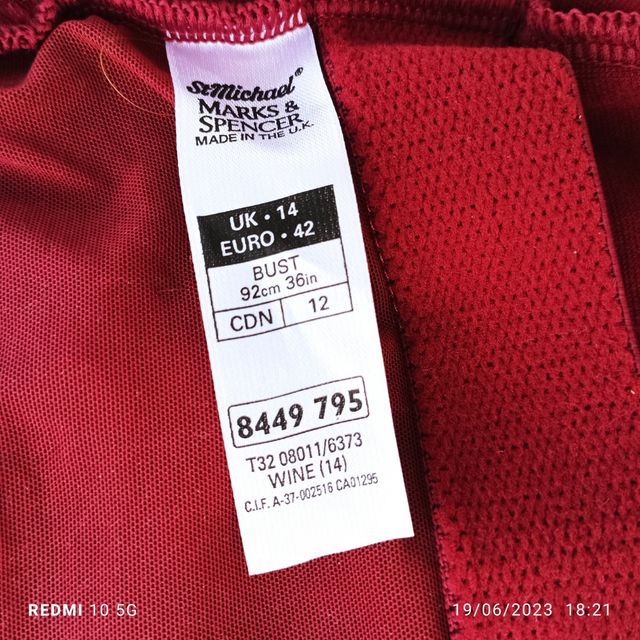 St Michael®
MARKS &
SPENCER
MADE IN THE U.K.
UK • 14
EURO • 42
BUST
92cm 36in
CDN 12
8449 795
T32 08011/6373
WINE (14)
C.I.F. A-37-002516 CA01295
REDMI 10 5G
19/06/2023 18:21